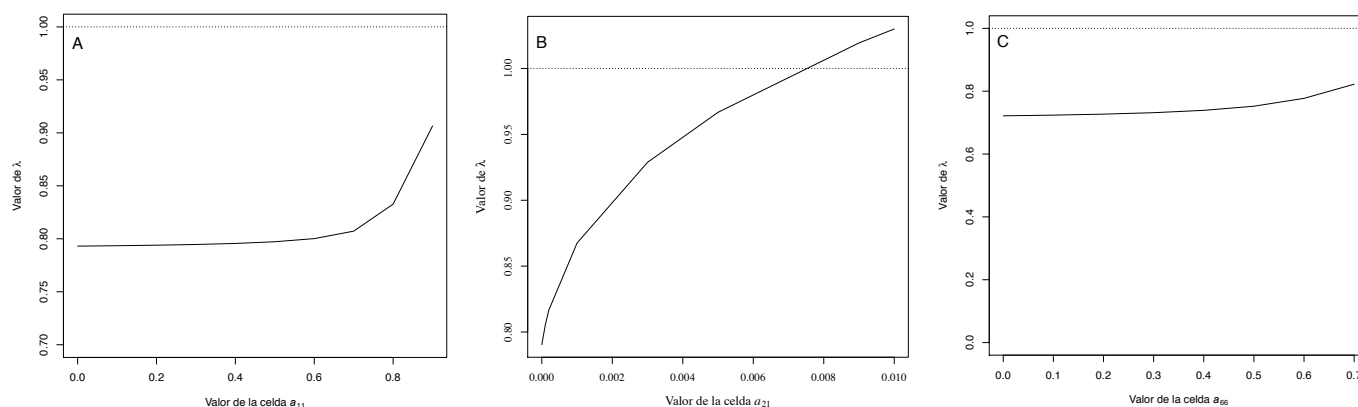 A
Valor de λ
1.00
0.95
0.90
0.85
0.80
0.75
0.70
0.0 0.2 0.4 0.6 0.8
Valor de la celda a11
B
Valor de λ
1.00
0.95
0.90
0.85
0.80
0.000 0.002 0.004 0.006 0.008 0.010
Valor de la celda a21
C
Valor de λ
1.0
0.8
0.6
0.4
0.2
0.0
0.0 0.1 0.2 0.3 0.4 0.5 0.6 0.7
Valor de la celda a66